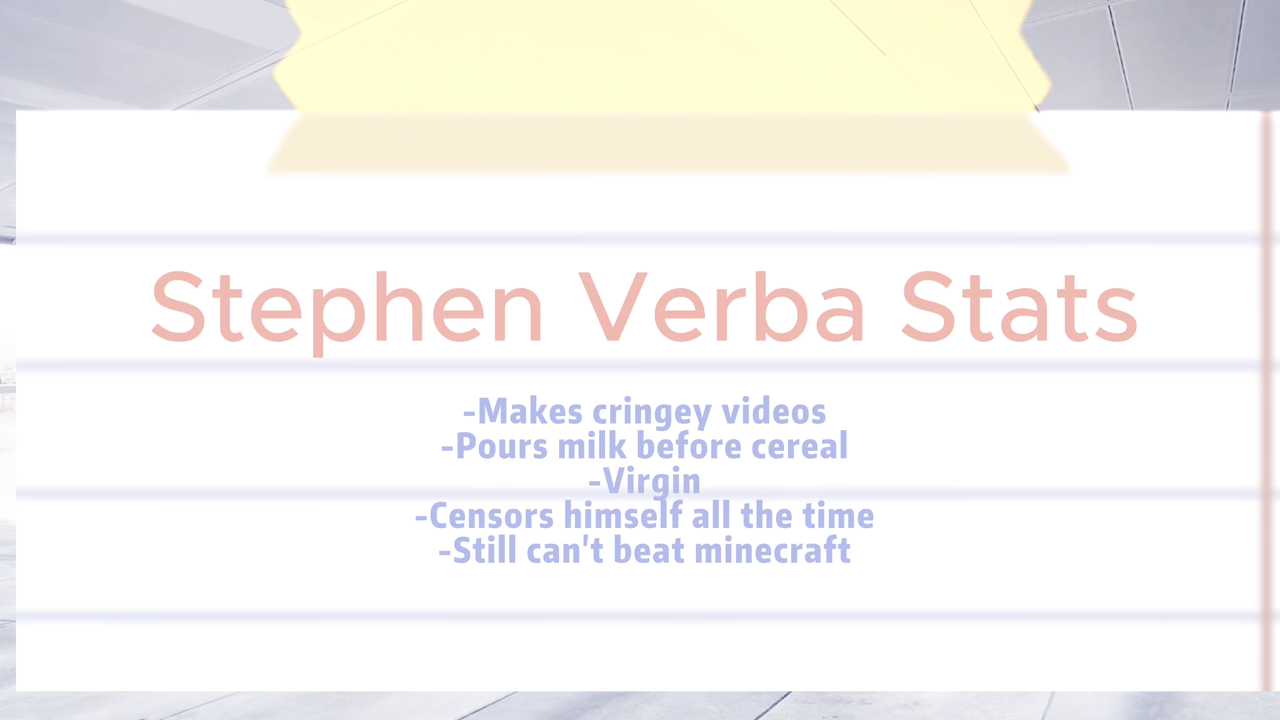 Stephen Verba Stats
-Makes cringey videos
-Pours milk before cereal
-Virgin
-Censors himself all the time
-Still can't beat minecraft